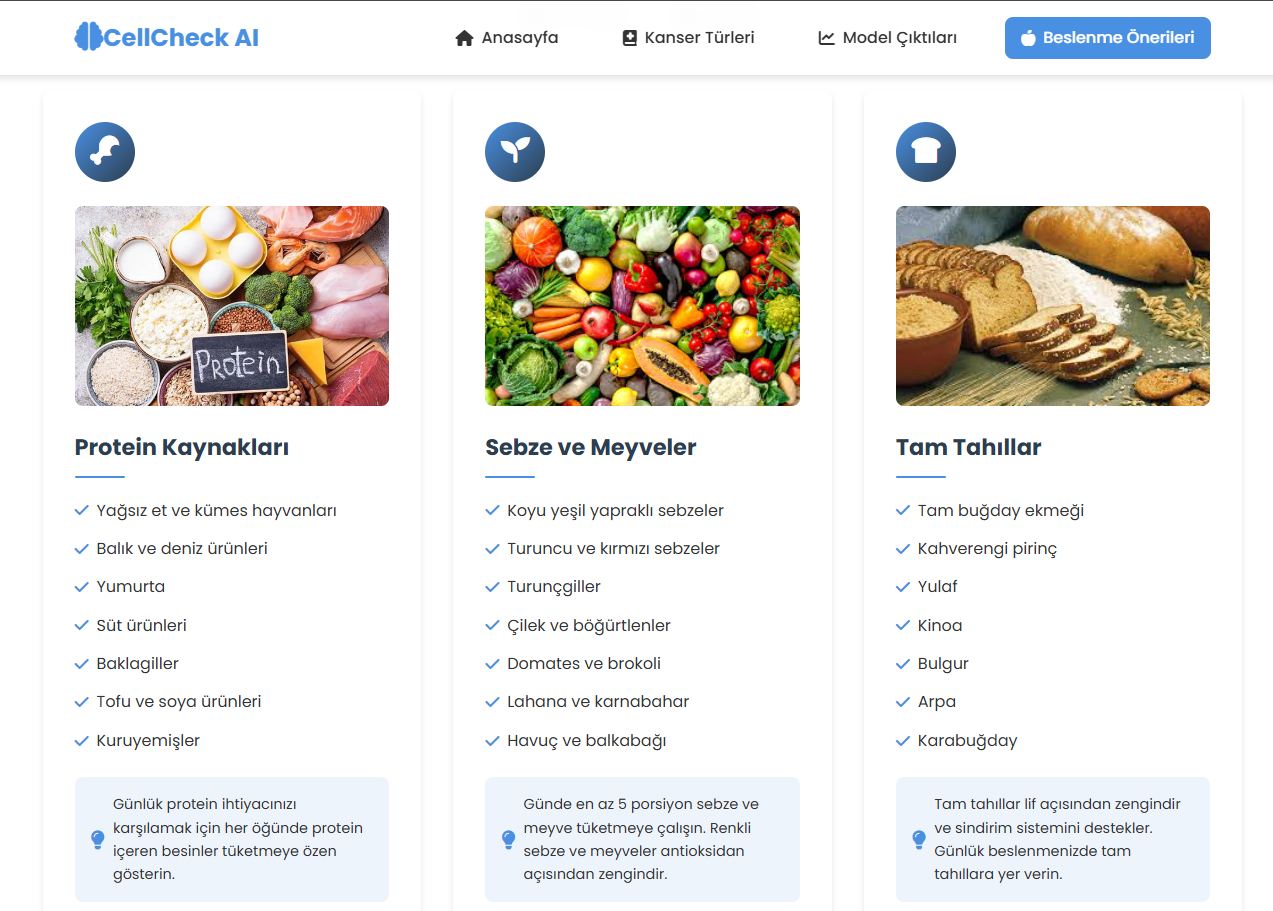 CellCheck AI
Anasayfa
Kanser Türleri
Model Çıktıları
Beslenme Önerileri
Protein
Protein Kaynakları
Yağsız et ve kümes hayvanları
Balık ve deniz ürünleri
Yumurta
Süt ürünleri
Baklagiller
Tofu ve soya ürünleri
Kuruyemişler
Günlük protein ihtiyacınızı
karşılamak için her öğünde protein
içeren besinler tüketmeye özen
gösterin.
Sebze ve Meyveler
Koyu yeşil yapraklı sebzeler
Turuncu ve kırmızı sebzeler
Turunçgiller
Çilek ve böğürtlenler
Domates ve brokoli
Lahana ve karnabahar
Havuç ve balkabağı
Günde en az 5 porsiyon sebze ve
meyve tüketmeye çalışın. Renkli
sebze ve meyveler antioksidan
açısından zengindir.
Tam Tahıllar
Tam buğday ekmeği
Kahverengi pirinç
Yulaf
Kinoa
Bulgur
Arpa
Karabuğday
Tam tahıllar lif açısından zengindir
ve sindirim sistemini destekler.
Günlük beslenmenizde tam
tahıllara yer verin.